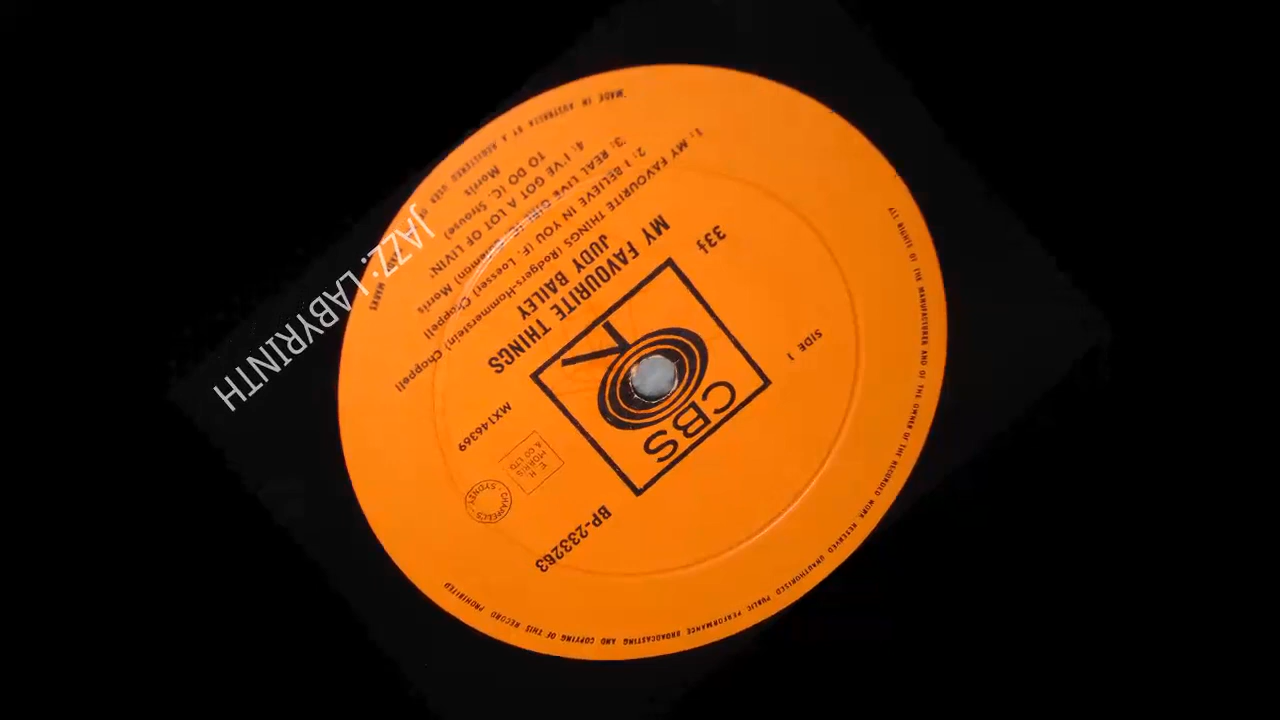 CBS
SIDE 1
33⅓
BP-233263
MX146369
CHAPPELL'S
SYDNEY
E. H.
MORRIS
& CO LTD.
MY FAVOURITE THINGS
JUDY BAILEY
1: MY FAVOURITE THINGS (Rodgers-Hammerstein) Chappell
2: I BELIEVE IN YOU (F. Loesser) Chappell
3: REAL LIVE GIRL (C. Coleman) Morris
4: I'VE GOT A LOT OF LIVIN'
TO DO (C. Strouse)
Morris
ALL RIGHTS OF THE MANUFACTURER AND OF THE OWNER OF THE RECORDED WORK RESERVED UNAUTHORISED PUBLIC PERFORMANCE BROADCASTING AND COPYING OF THIS RECORD PROHIBITED
MADE IN AUSTRALIA BY A REGISTERED USER OF MARKS
JAZZ: LABYRINTH